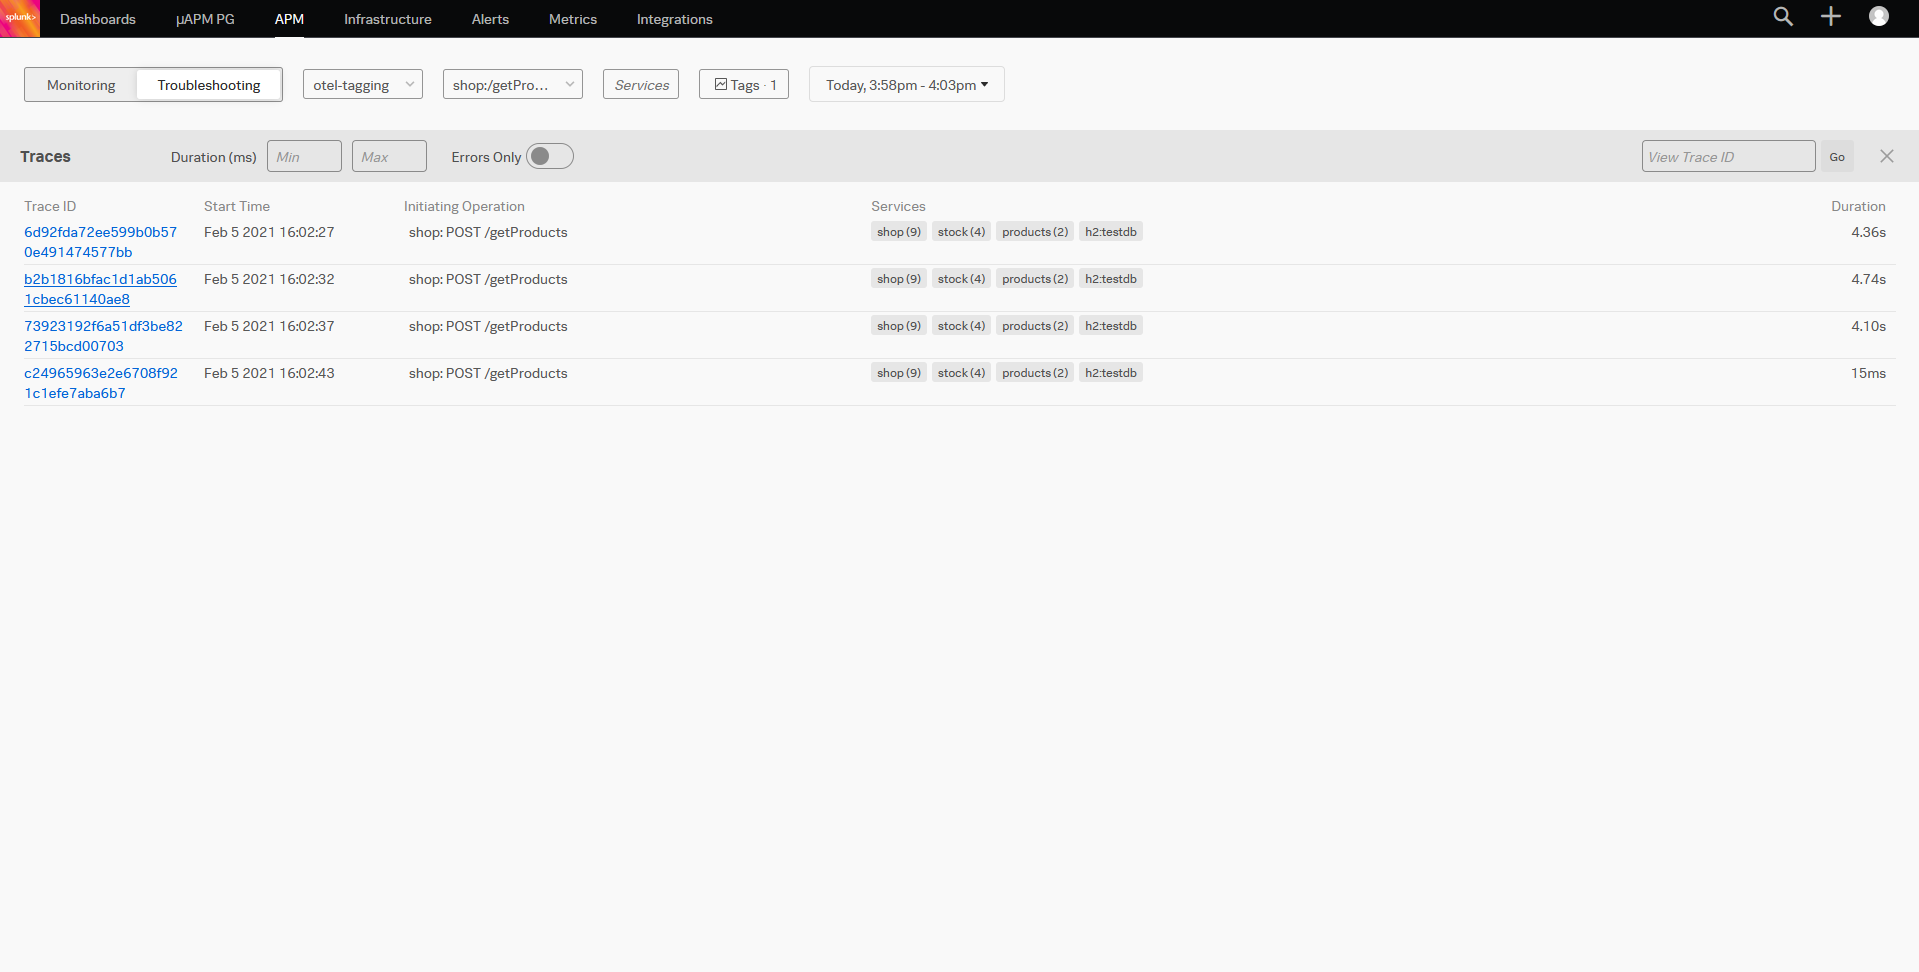 splunk> Dashboards µAPM PG APM Infrastructure Alerts Metrics Integrations
Monitoring Troubleshooting otel-tagging shop:/getPro... Services Tags · 1 Today, 3:58pm - 4:03pm
Traces Duration (ms) Min Max Errors Only View Trace ID Go
Trace ID Start Time Initiating Operation Services Duration
6d92fda72ee599b0b57 Feb 5 2021 16:02:27 shop: POST /getProducts shop (9) stock (4) products (2) h2:testdb 4.36s
0e491474577bb
b2b1816bfac1d1ab506 Feb 5 2021 16:02:32 shop: POST /getProducts shop (9) stock (4) products (2) h2:testdb 4.74s
1cbec61140ae8
73923192f6a51df3be82 Feb 5 2021 16:02:37 shop: POST /getProducts shop (9) stock (4) products (2) h2:testdb 4.10s
2715bcd00703
c24965963e2e6708f92 Feb 5 2021 16:02:43 shop: POST /getProducts shop (9) stock (4) products (2) h2:testdb 15ms
1c1efe7aba6b7